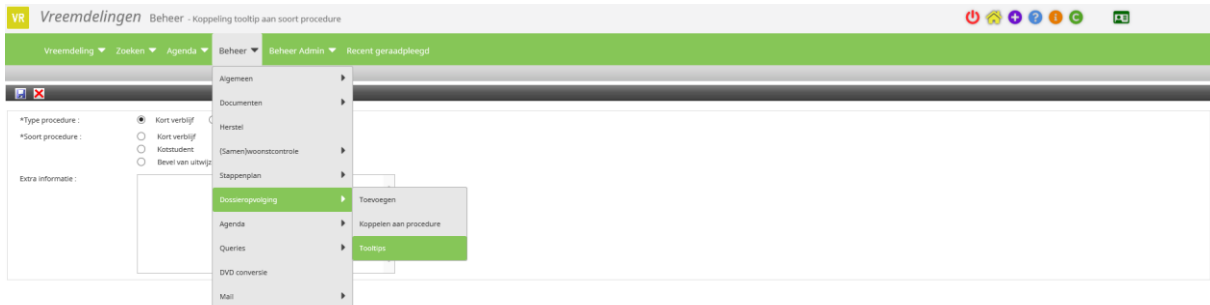 VR Vreemdelingen Beheer - Koppeling tooltip aan soort procedure
Vreemdeling Zoeken Agenda Beheer Beheer Admin Recent geraadpleegd
Algemeen
Documenten
*Type procedure : Kort verblijf
Herstel
*Soort procedure : Kort verblijf
Kotstudent
(Samen)woonstcontrole
Bevel van uitwijz
Stappenplan
Extra informatie :
Dossieropvolging Toevoegen
Agenda Koppelen aan procedure
Queries Tooltips
DVD conversie
Mail